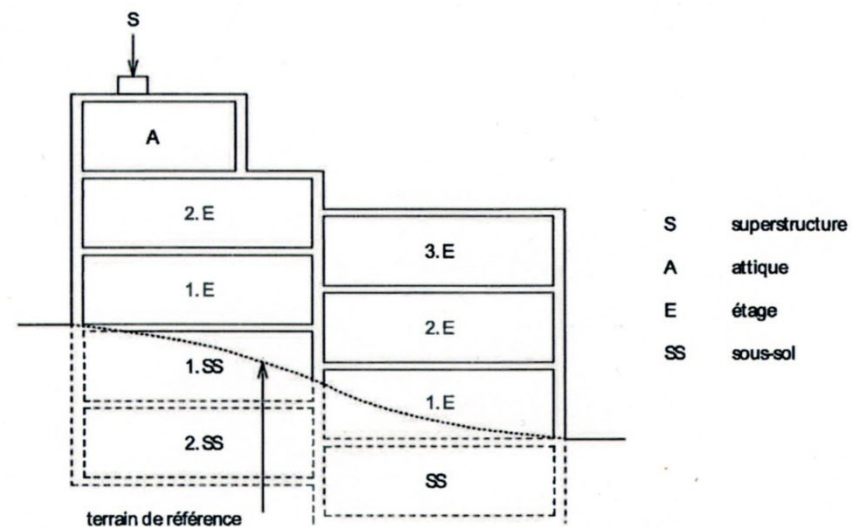 S
A
2. E
1. E
1. SS
2. SS
3. E
2. E
1. E
SS
terrain de référence
S superstructure
A attique
E étage
SS sous-sol